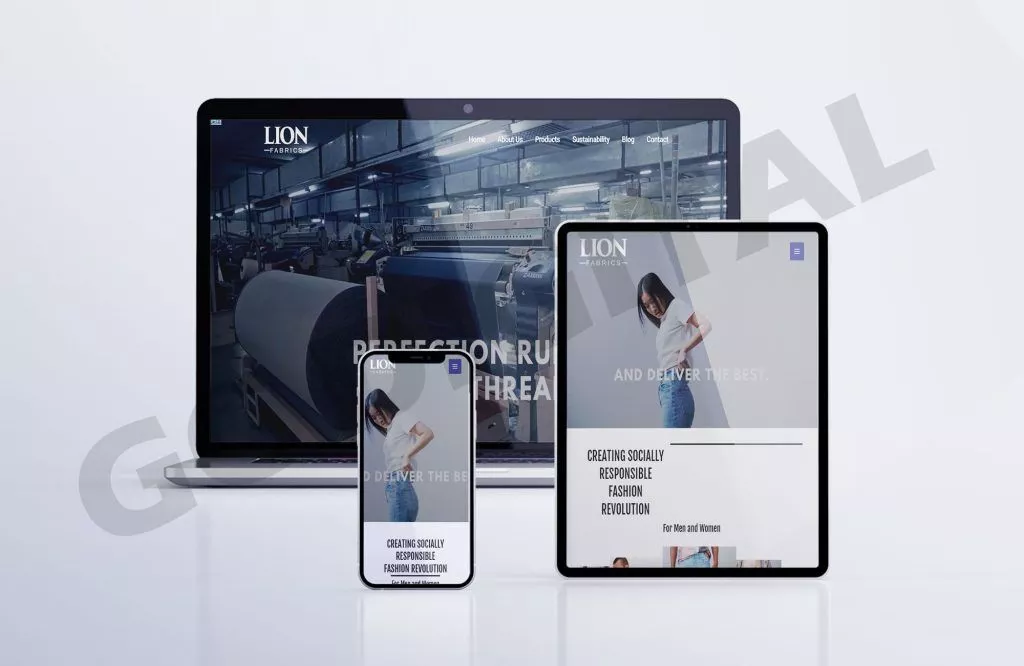 LION
FABRICS
Home About Us Products Sustainability Blog Contact
PERFECTION RU
THREA
LION
FABRICS
AND DELIVER THE BEST.
CREATING SOCIALLY
RESPONSIBLE
FASHION
REVOLUTION
For Men and Women
LION
FABRICS
D DELIVER THE BE
CREATING SOCIALLY
RESPONSIBLE
FASHION REVOLUTION
For Men and Women
GO DIGITAL